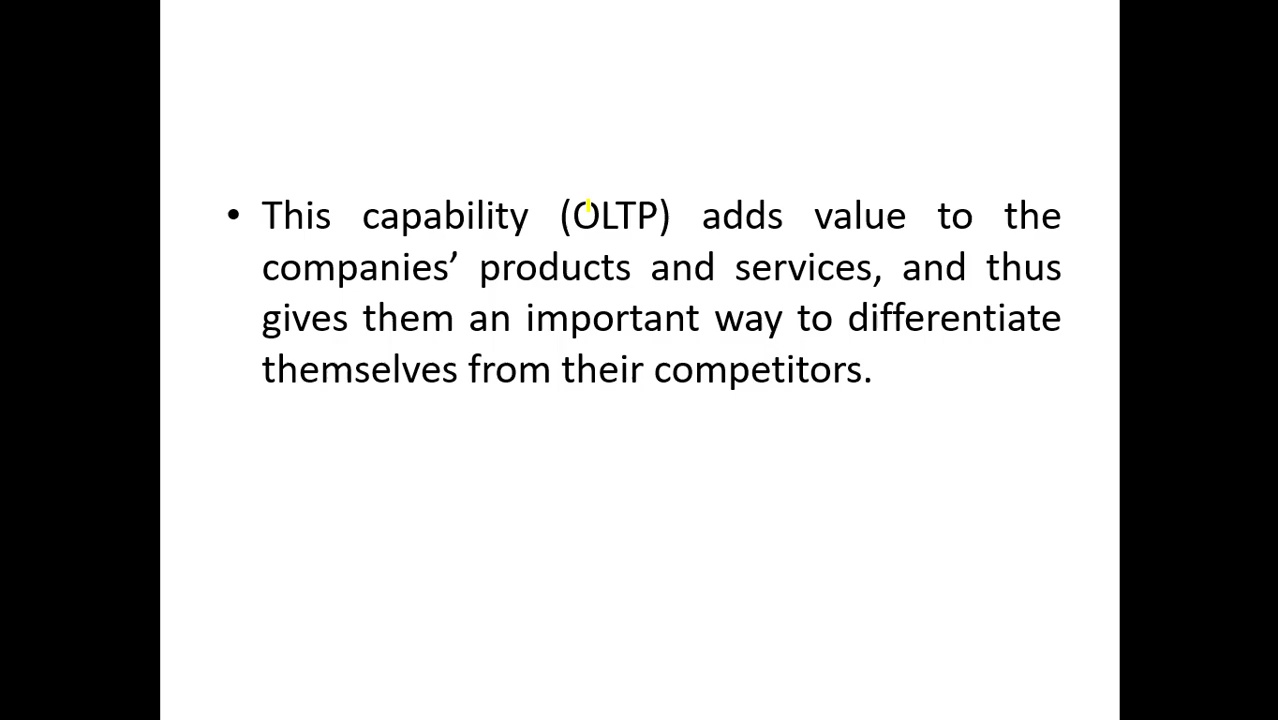 • This capability (OLTP) adds value to the
companies’ products and services, and thus
gives them an important way to differentiate
themselves from their competitors.